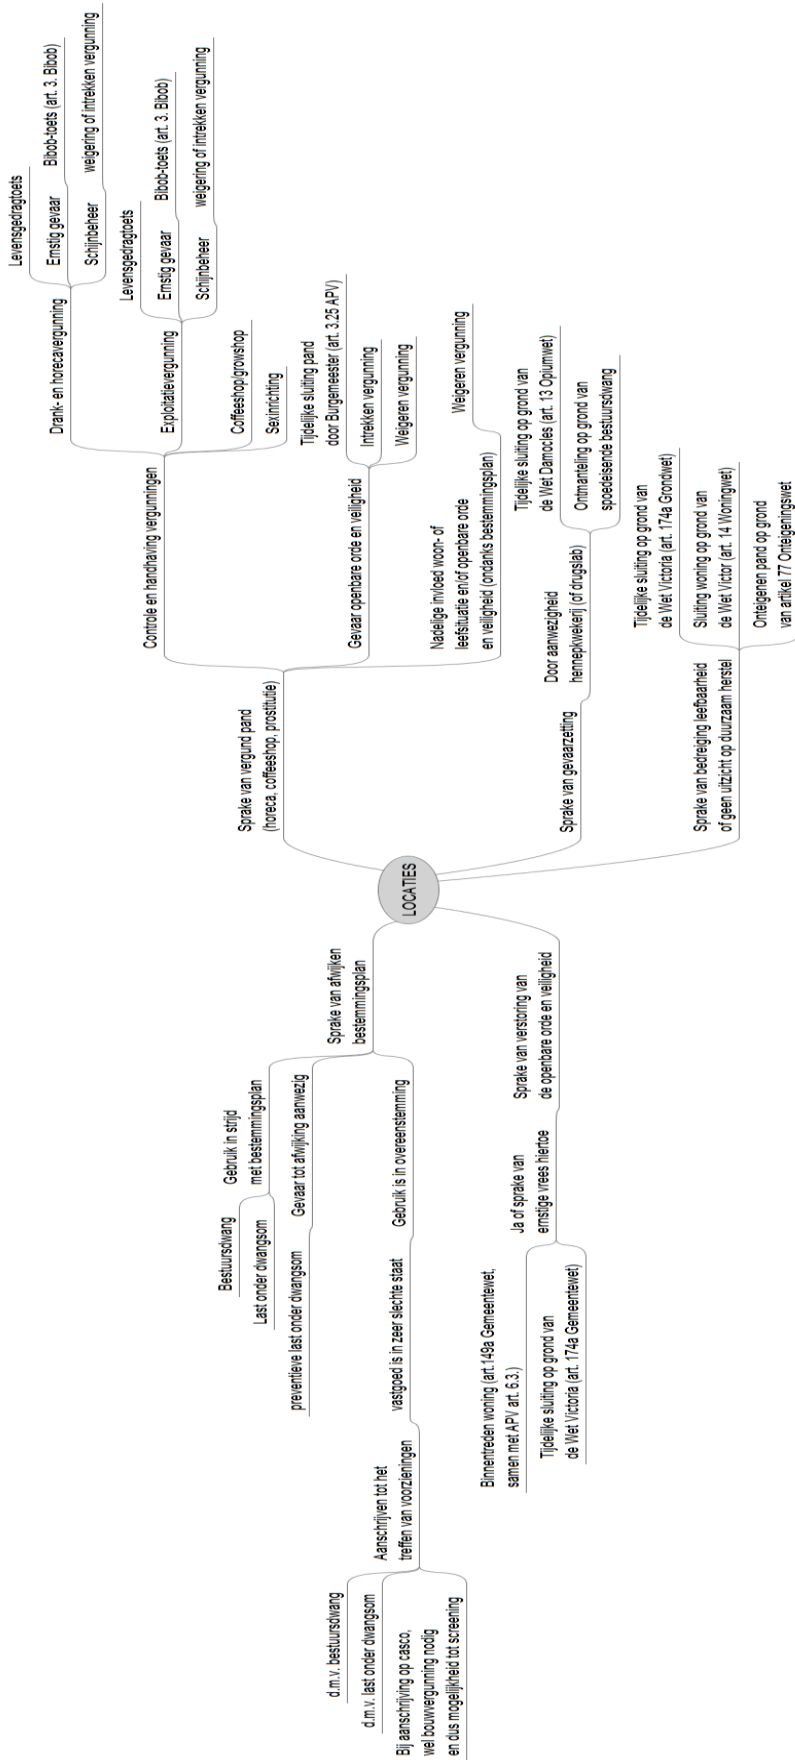 LOCATIES
Sprake van vergund pand
(horeca, coffeeshop, prostitutie)
Controle en handhaving vergunningen
Drank- en horecavergunning
Levensgedragtoets
Ernstig gevaar
Bibob-toets (art. 3. Bibob)
Schijnbeheer
weigering of intrekken vergunning
Exploitatievergunning
Levensgedragtoets
Ernstig gevaar
Bibob-toets (art. 3. Bibob)
Schijnbeheer
weigering of intrekken vergunning
Coffeeshop/growshop
Sexinrichting
Gevaar openbare orde en veiligheid
Tijdelijke sluiting pand
door Burgemeester (art. 3.25 APV)
Intrekken vergunning
Weigeren vergunning
Nadelige invloed woon- of
leefsituatie en/of openbare orde
en veiligheid (ondanks bestemmingsplan)
Weigeren vergunning
Sprake van gevaarzetting
Door aanwezigheid
hennepkwekerij (of drugslab)
Tijdelijke sluiting op grond van
de Wet Damocles (art. 13 Opiumwet)
Ontmanteling op grond van
spoedeisende bestuursdwang
Sprake van bedreiging leefbaarheid
of geen uitzicht op duurzaam herstel
Tijdelijke sluiting op grond van
de Wet Victoria (art. 174a Grondwet)
Sluiting woning op grond van
de Wet Victor (art. 14 Woningwet)
Onteigenen pand op grond
van artikel 77 Onteigeningswet
Sprake van afwijken
bestemmingsplan
Gebruik in strijd
met bestemmingsplan
Bestuursdwang
Last onder dwangsom
Gevaar tot afwijking aanwezig
preventieve last onder dwangsom
Gebruik is in overeenstemming
vastgoed is in zeer slechte staat
Aanschrijven tot het
treffen van voorzieningen
d.m.v. bestuursdwang
d.m.v. last onder dwangsom
Bij aanschrijving op casco,
wel bouwvergunning nodig
en dus mogelijkheid tot screening
Sprake van verstoring van
de openbare orde en veiligheid
Ja of sprake van
ernstige vrees hiertoe
Binnentreden woning (art.149a Gemeentewet,
samen met APV art. 6.3.)
Tijdelijke sluiting op grond van
de Wet Victoria (art. 174a Gemeentewet)